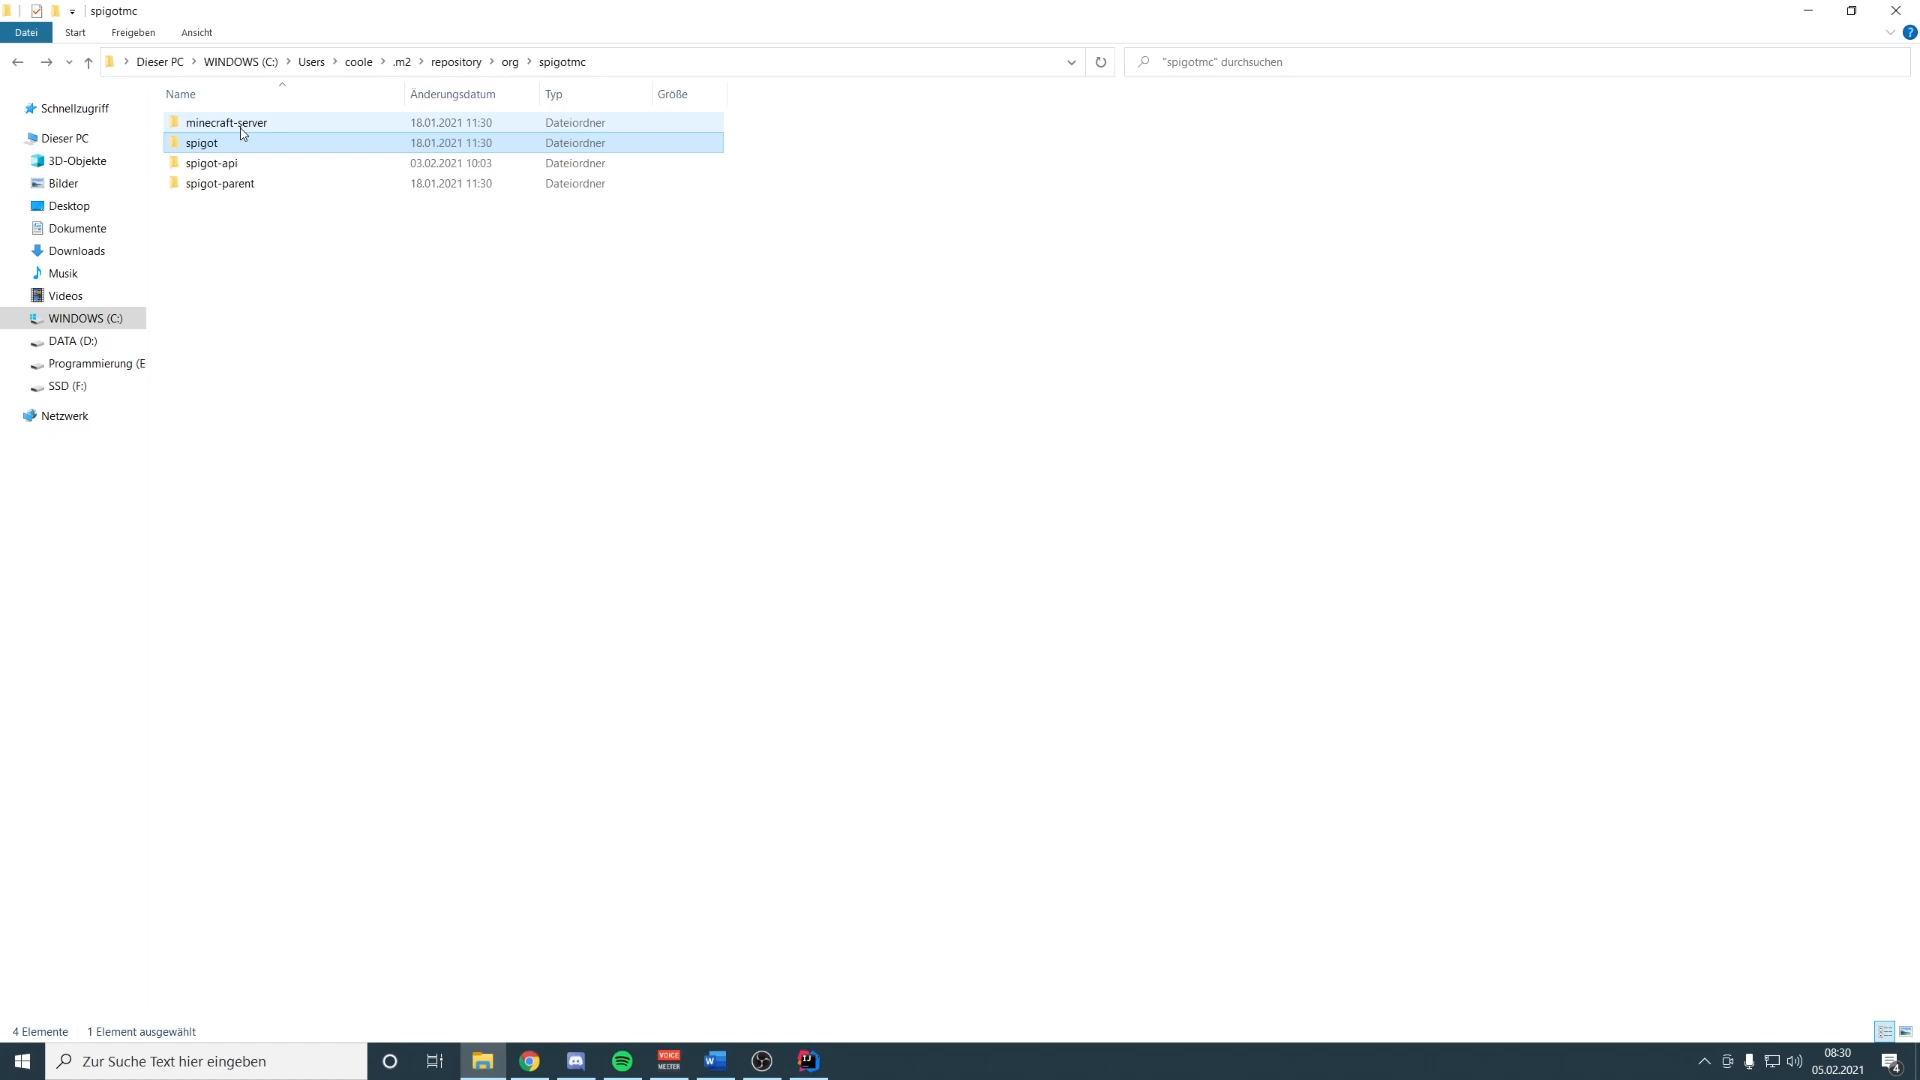 spigotmc
Datei Start Freigeben Ansicht
Dieser PC WINDOWS (C:) Users coole .m2 repository org spigotmc
"spigotmc" durchsuchen
Name Änderungsdatum Typ Größe
minecraft-server 18.01.2021 11:30 Dateiordner
spigot 18.01.2021 11:30 Dateiordner
spigot-api 03.02.2021 10:03 Dateiordner
spigot-parent 18.01.2021 11:30 Dateiordner
Schnellzugriff
Dieser PC
3D-Objekte
Bilder
Desktop
Dokumente
Downloads
Musik
Videos
WINDOWS (C:)
DATA (D:)
Programmierung (E
SSD (F:)
Netzwerk
4 Elemente 1 Element ausgewählt
Zur Suche Text hier eingeben
VOICE
MEETER
W
IJ
08:30
05.02.2021
4